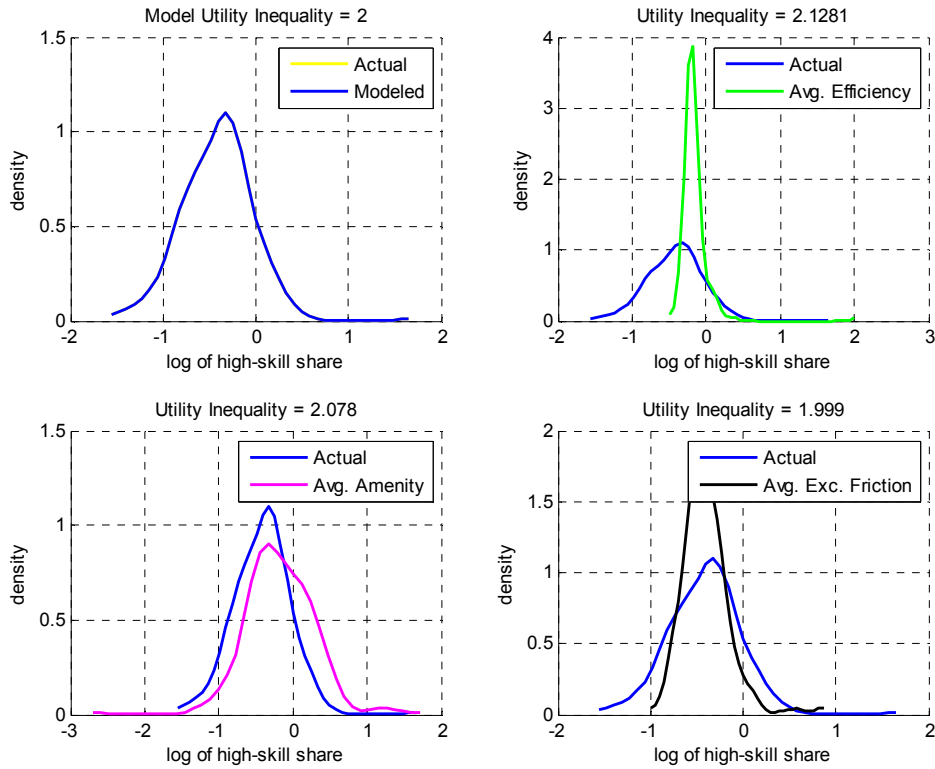 Model Utility Inequality = 2
1.5
1
0.5
0
-2
-1
0
1
2
density
log of high-skill share
Actual
Modeled
Utility Inequality = 2.1281
4
3
2
1
0
-2
-1
0
1
2
3
density
log of high-skill share
Actual
Avg. Efficiency
Utility Inequality = 2.078
1.5
1
0.5
0
-3
-2
-1
0
1
2
density
log of high-skill share
Actual
Avg. Amenity
Utility Inequality = 1.999
2
1.5
1
0.5
0
-2
-1
0
1
2
density
log of high-skill share
Actual
Avg. Exc. Friction